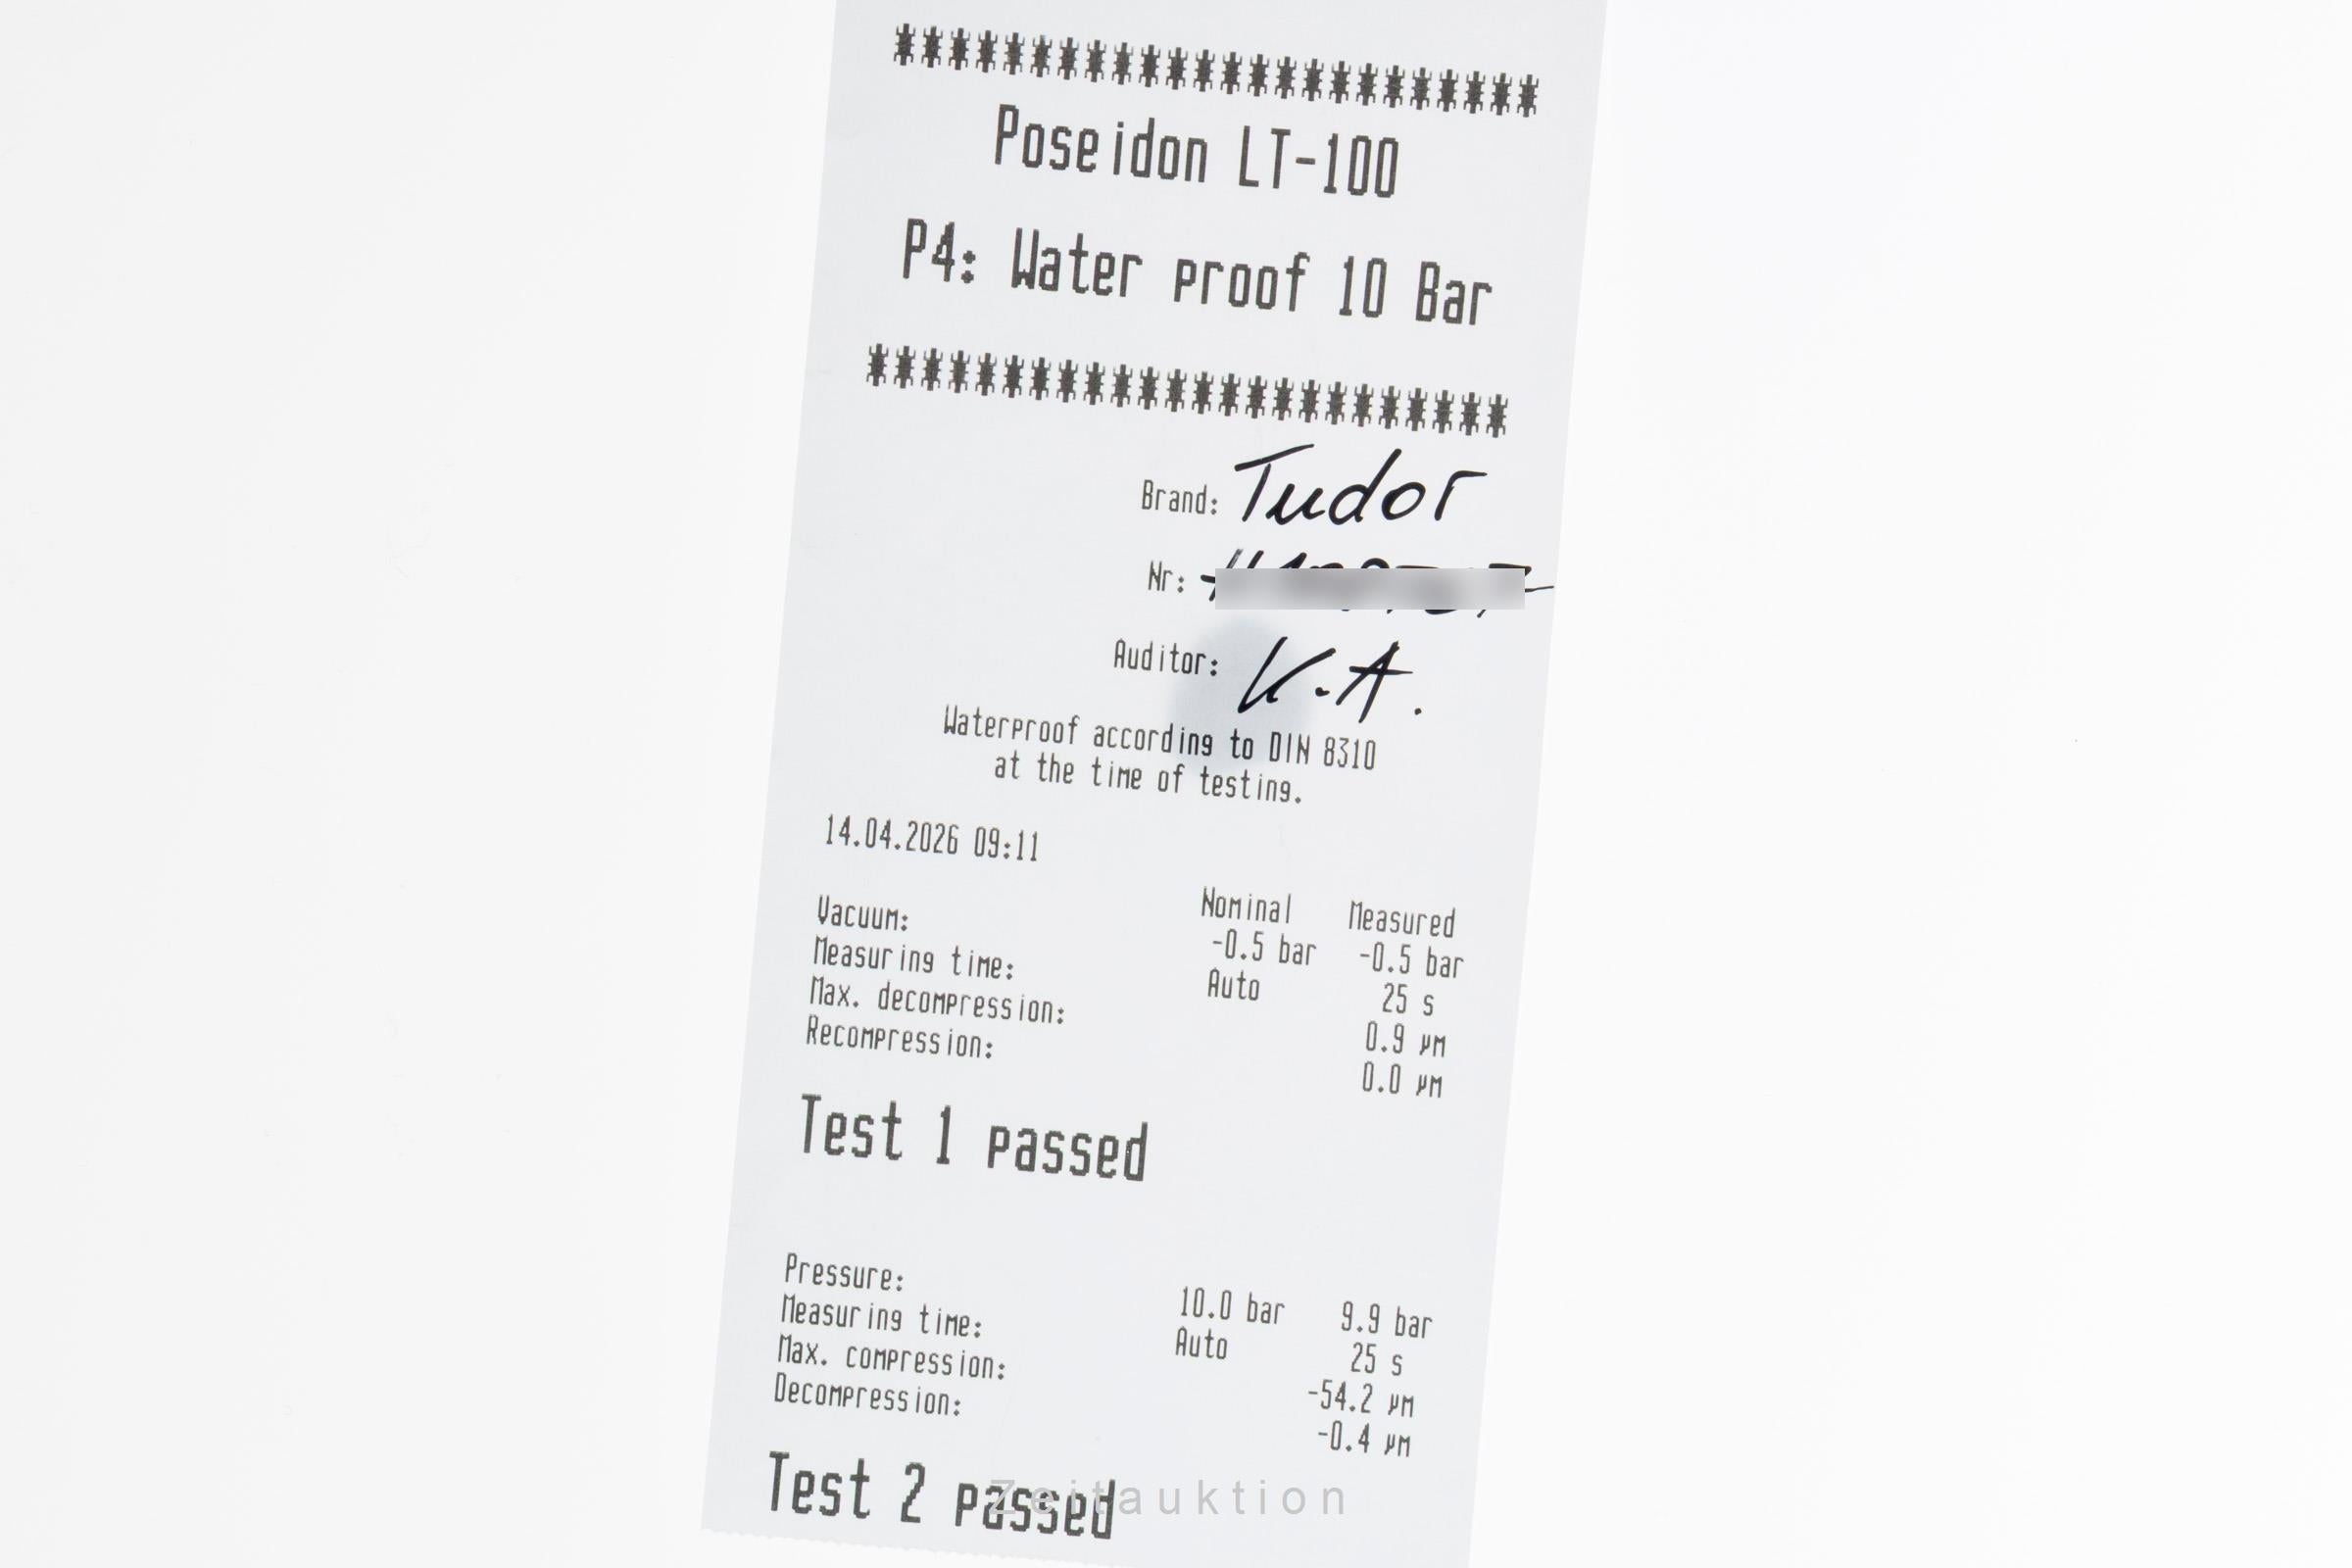 ************************
Poseidon LT-100
P4: Water proof 10 Bar
************************
Brand: Tudor
Nr:
Auditor: K.A.
Waterproof according to DIN 8310
at the time of testing.
14.04.2026 09:11
Nominal Measured
Vacuum: -0.5 bar -0.5 bar
Measuring time: Auto 25 s
Max. decompression: 0.9 µm
Recompression: 0.0 µm
Test 1 passed
Pressure: 10.0 bar 9.9 bar
Measuring time: Auto 25 s
Max. compression: -54.2 µm
Decompression: -0.4 µm
Test 2 passed
Zeitauktion